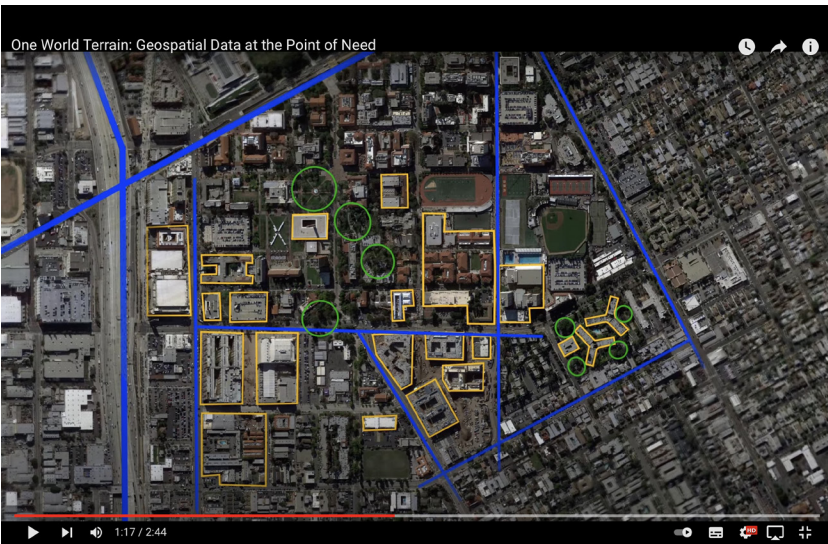 One World Terrain: Geospatial Data at the Point of Need
1:17 / 2:44
HD